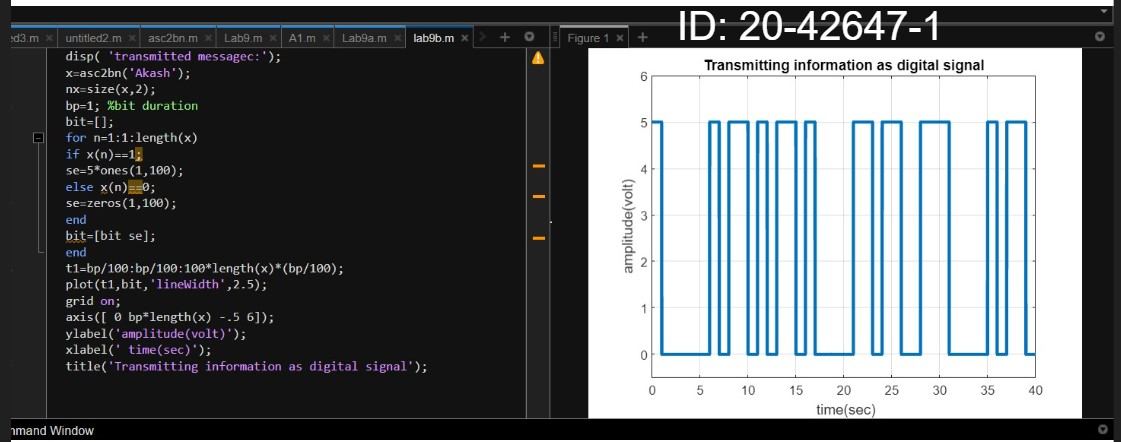 ed3.m × untitled2.m × asc2bn.m × Lab9.m × A1.m × Lab9a.m × lab9b.m × +
disp( 'transmitted messagec:');
x=asc2bn('Akash');
nx=size(x,2);
bp=1; %bit duration
bit=[];
for n=1:1:length(x)
if x(n)==1;
se=5*ones(1,100);
else x(n)==0;
se=zeros(1,100);
end
bit=[bit se];
end
t1=bp/100:bp/100:100*length(x)*(bp/100);
plot(t1,bit,'lineWidth',2.5);
grid on;
axis([ 0 bp*length(x) -.5 6]);
ylabel('amplitude(volt)');
xlabel(' time(sec)');
title('Transmitting information as digital signal');
mmand Window
ID: 20-42647-1
Figure 1 × +
Transmitting information as digital signal
6
5
4
3
2
1
0
amplitude(volt)
0 5 10 15 20 25 30 35 40
time(sec)